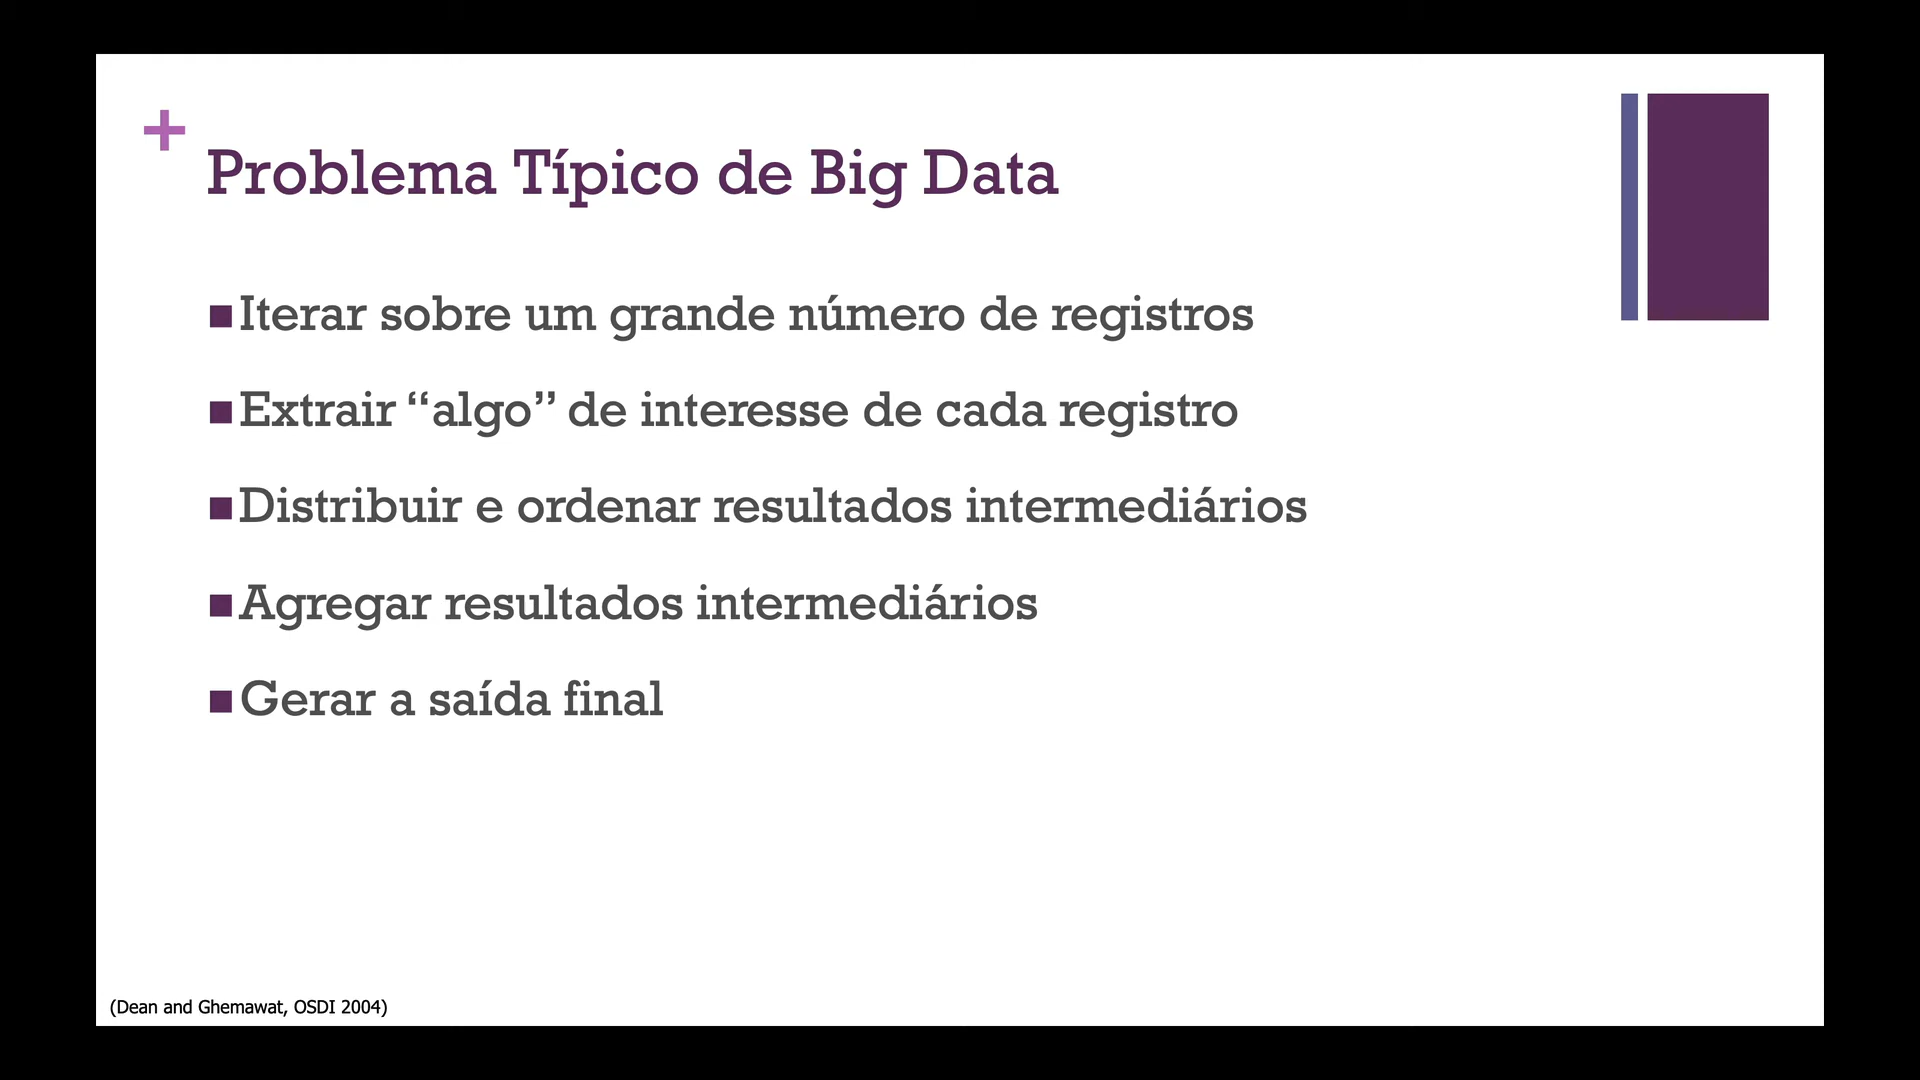 +
Problema Típico de Big Data
Iterar sobre um grande número de registros
Extrair “algo” de interesse de cada registro
Distribuir e ordenar resultados intermediários
Agregar resultados intermediários
Gerar a saída final
(Dean and Ghemawat, OSDI 2004)